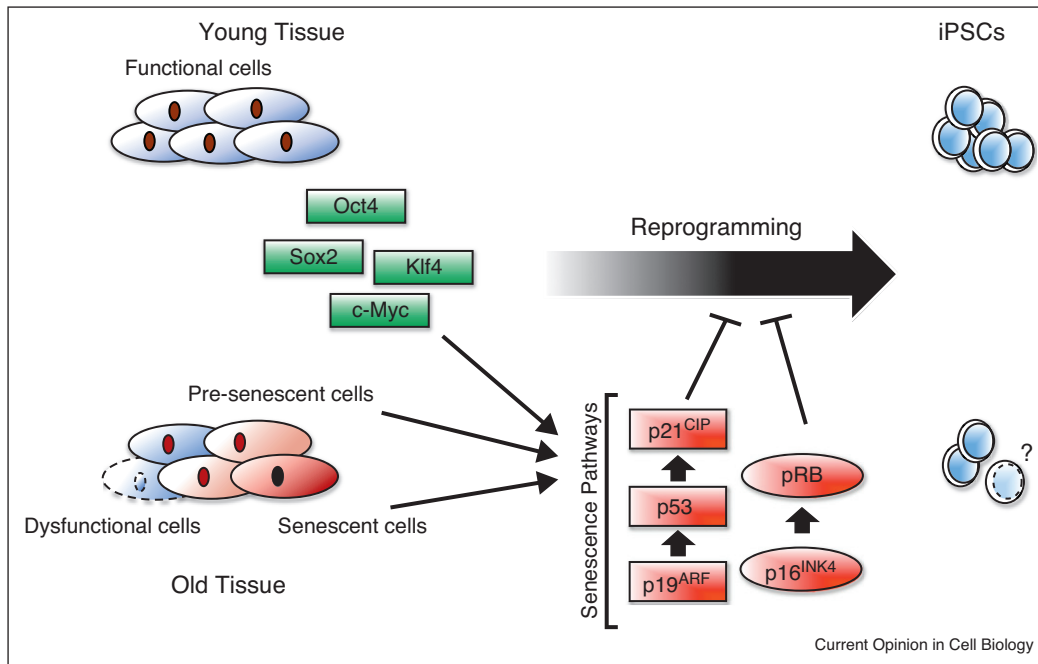 Young Tissue
iPSCs
Functional cells
Oct4
Sox2
Klf4
c-Myc
Reprogramming
Pre-senescent cells
Dysfunctional cells
Senescent cells
Old Tissue
Senescence Pathways
p21CIP
p53
p19ARF
pRB
p16INK4
?
Current Opinion in Cell Biology